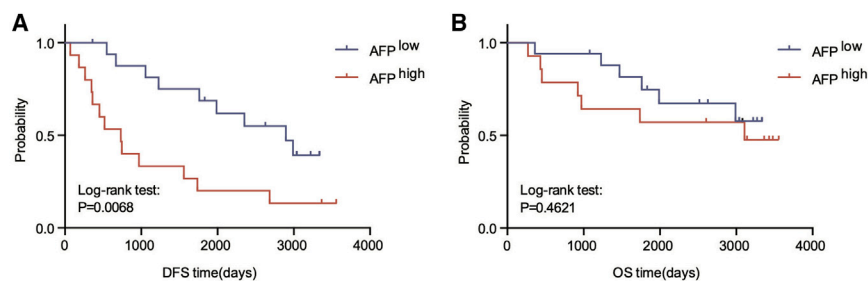 A
1.0
0.5
0.0
Probability
0
1000
2000
3000
4000
DFS time(days)
Log-rank test:
P=0.0068
AFP low
AFP high
B
1.0
0.5
0.0
Probability
0
1000
2000
3000
4000
OS time(days)
Log-rank test:
P=0.4621
AFP low
AFP high